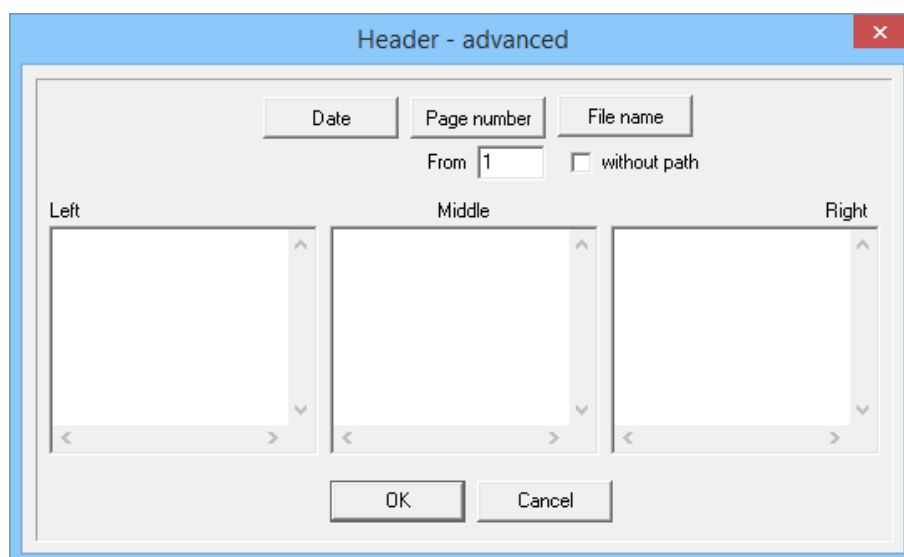 Header - advanced
Date Page number File name
From 1 without path
Left Middle Right
OK Cancel